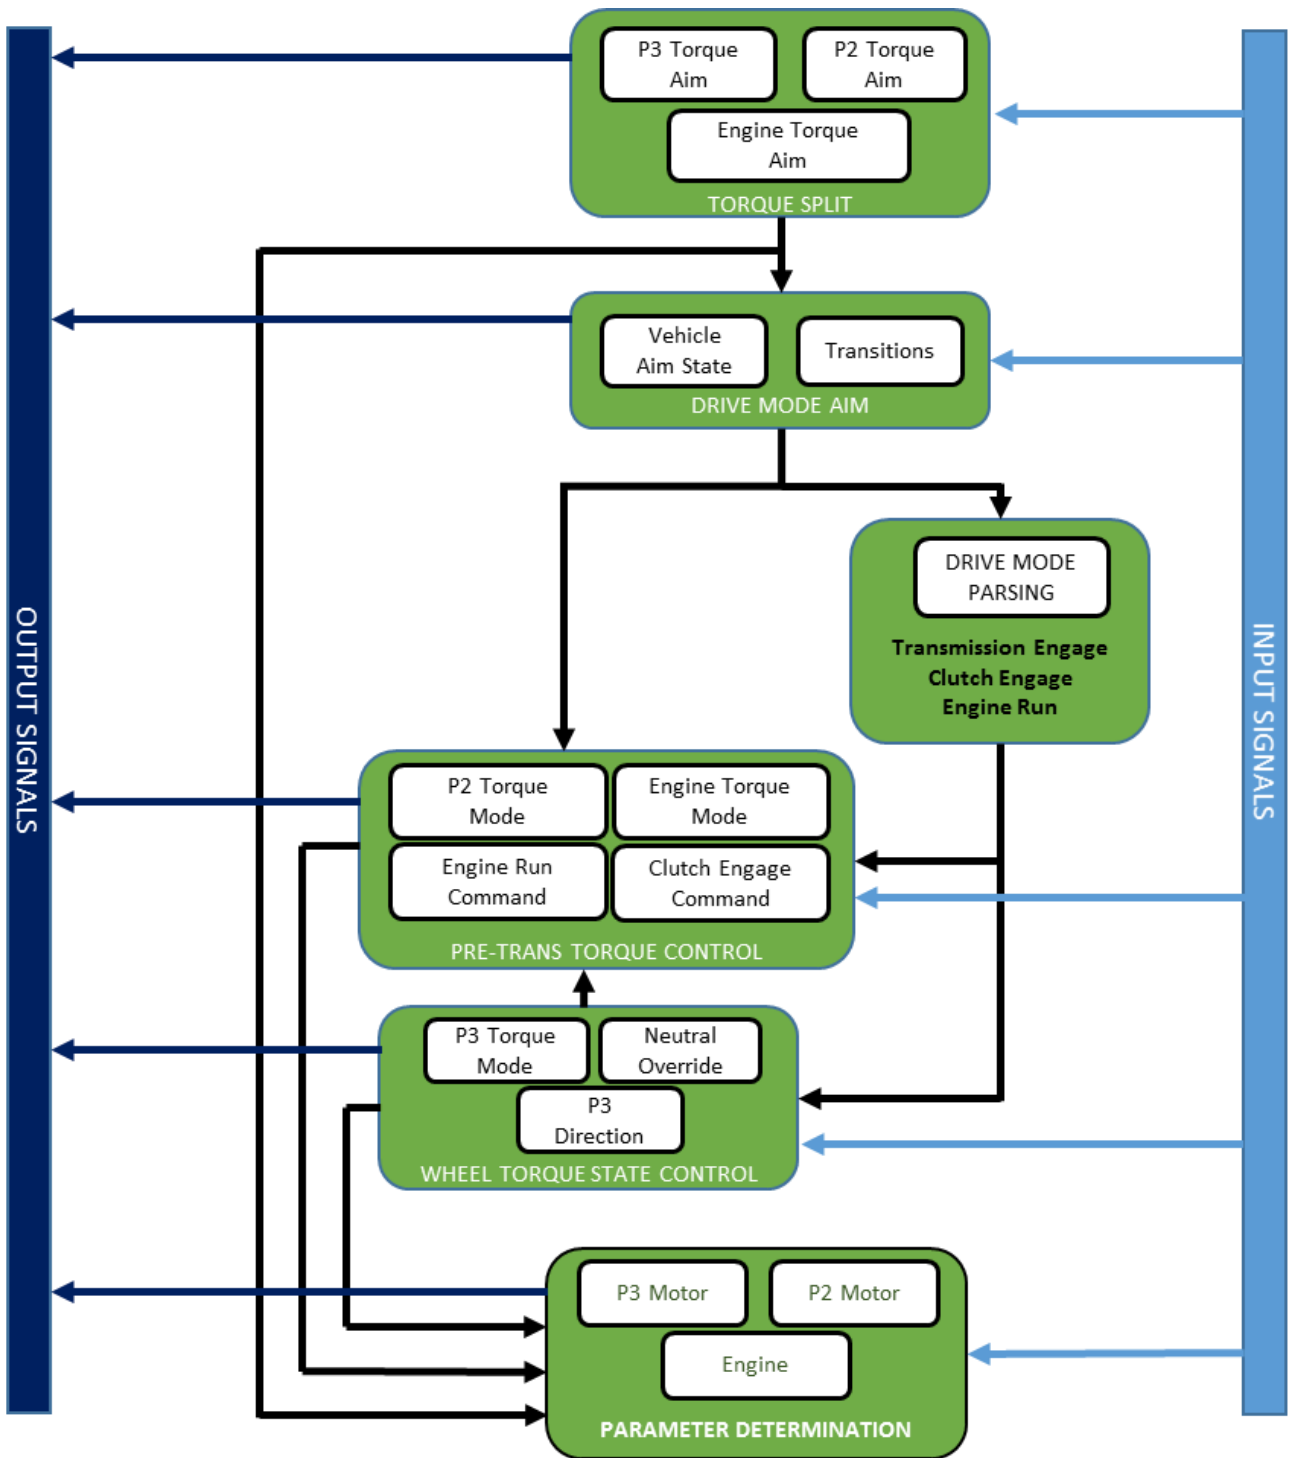 P3 Torque
Aim
P2 Torque
Aim
Engine Torque
Aim
TORQUE SPLIT
Vehicle
Aim State
Transitions
DRIVE MODE AIM
DRIVE MODE
PARSING
Transmission Engage
Clutch Engage
Engine Run
OUTPUT SIGNALS
INPUT SIGNALS
P2 Torque
Mode
Engine Torque
Mode
Engine Run
Command
Clutch Engage
Command
PRE-TRANS TORQUE CONTROL
P3 Torque
Mode
Neutral
Override
P3
Direction
WHEEL TORQUE STATE CONTROL
P3 Motor
P2 Motor
Engine
PARAMETER DETERMINATION